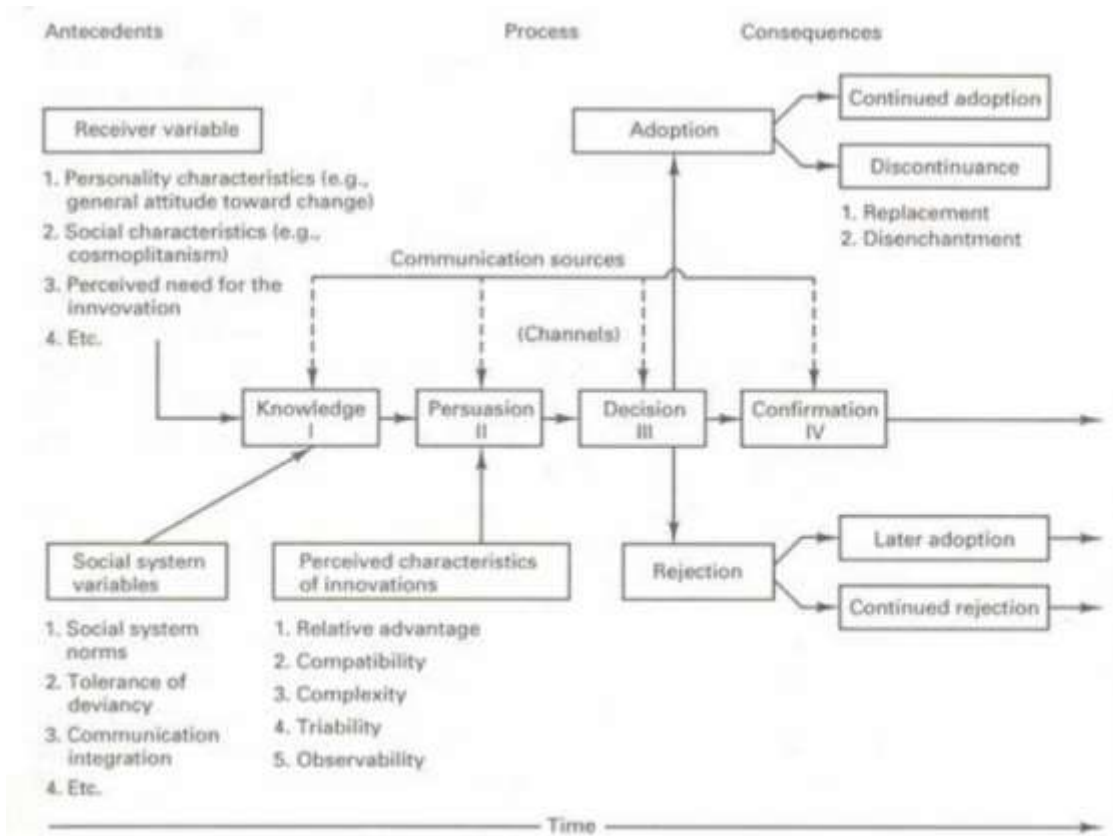 Antecedents
Process
Consequences
Receiver variable
1. Personality characteristics (e.g.,
general attitude toward change)
2. Social characteristics (e.g.,
cosmoplitanism)
3. Perceived need for the
innvovation
4. Etc.
Adoption
Continued adoption
Discontinuance
1. Replacement
2. Disenchantment
Communication sources
(Channels)
Knowledge
I
Persuasion
II
Decision
III
Confirmation
IV
Social system
variables
1. Social system
norms
2. Tolerance of
deviancy
3. Communication
integration
4. Etc.
Perceived characteristics
of innovations
1. Relative advantage
2. Compatibility
3. Complexity
4. Triability
5. Observability
Rejection
Later adoption
Continued rejection
Time